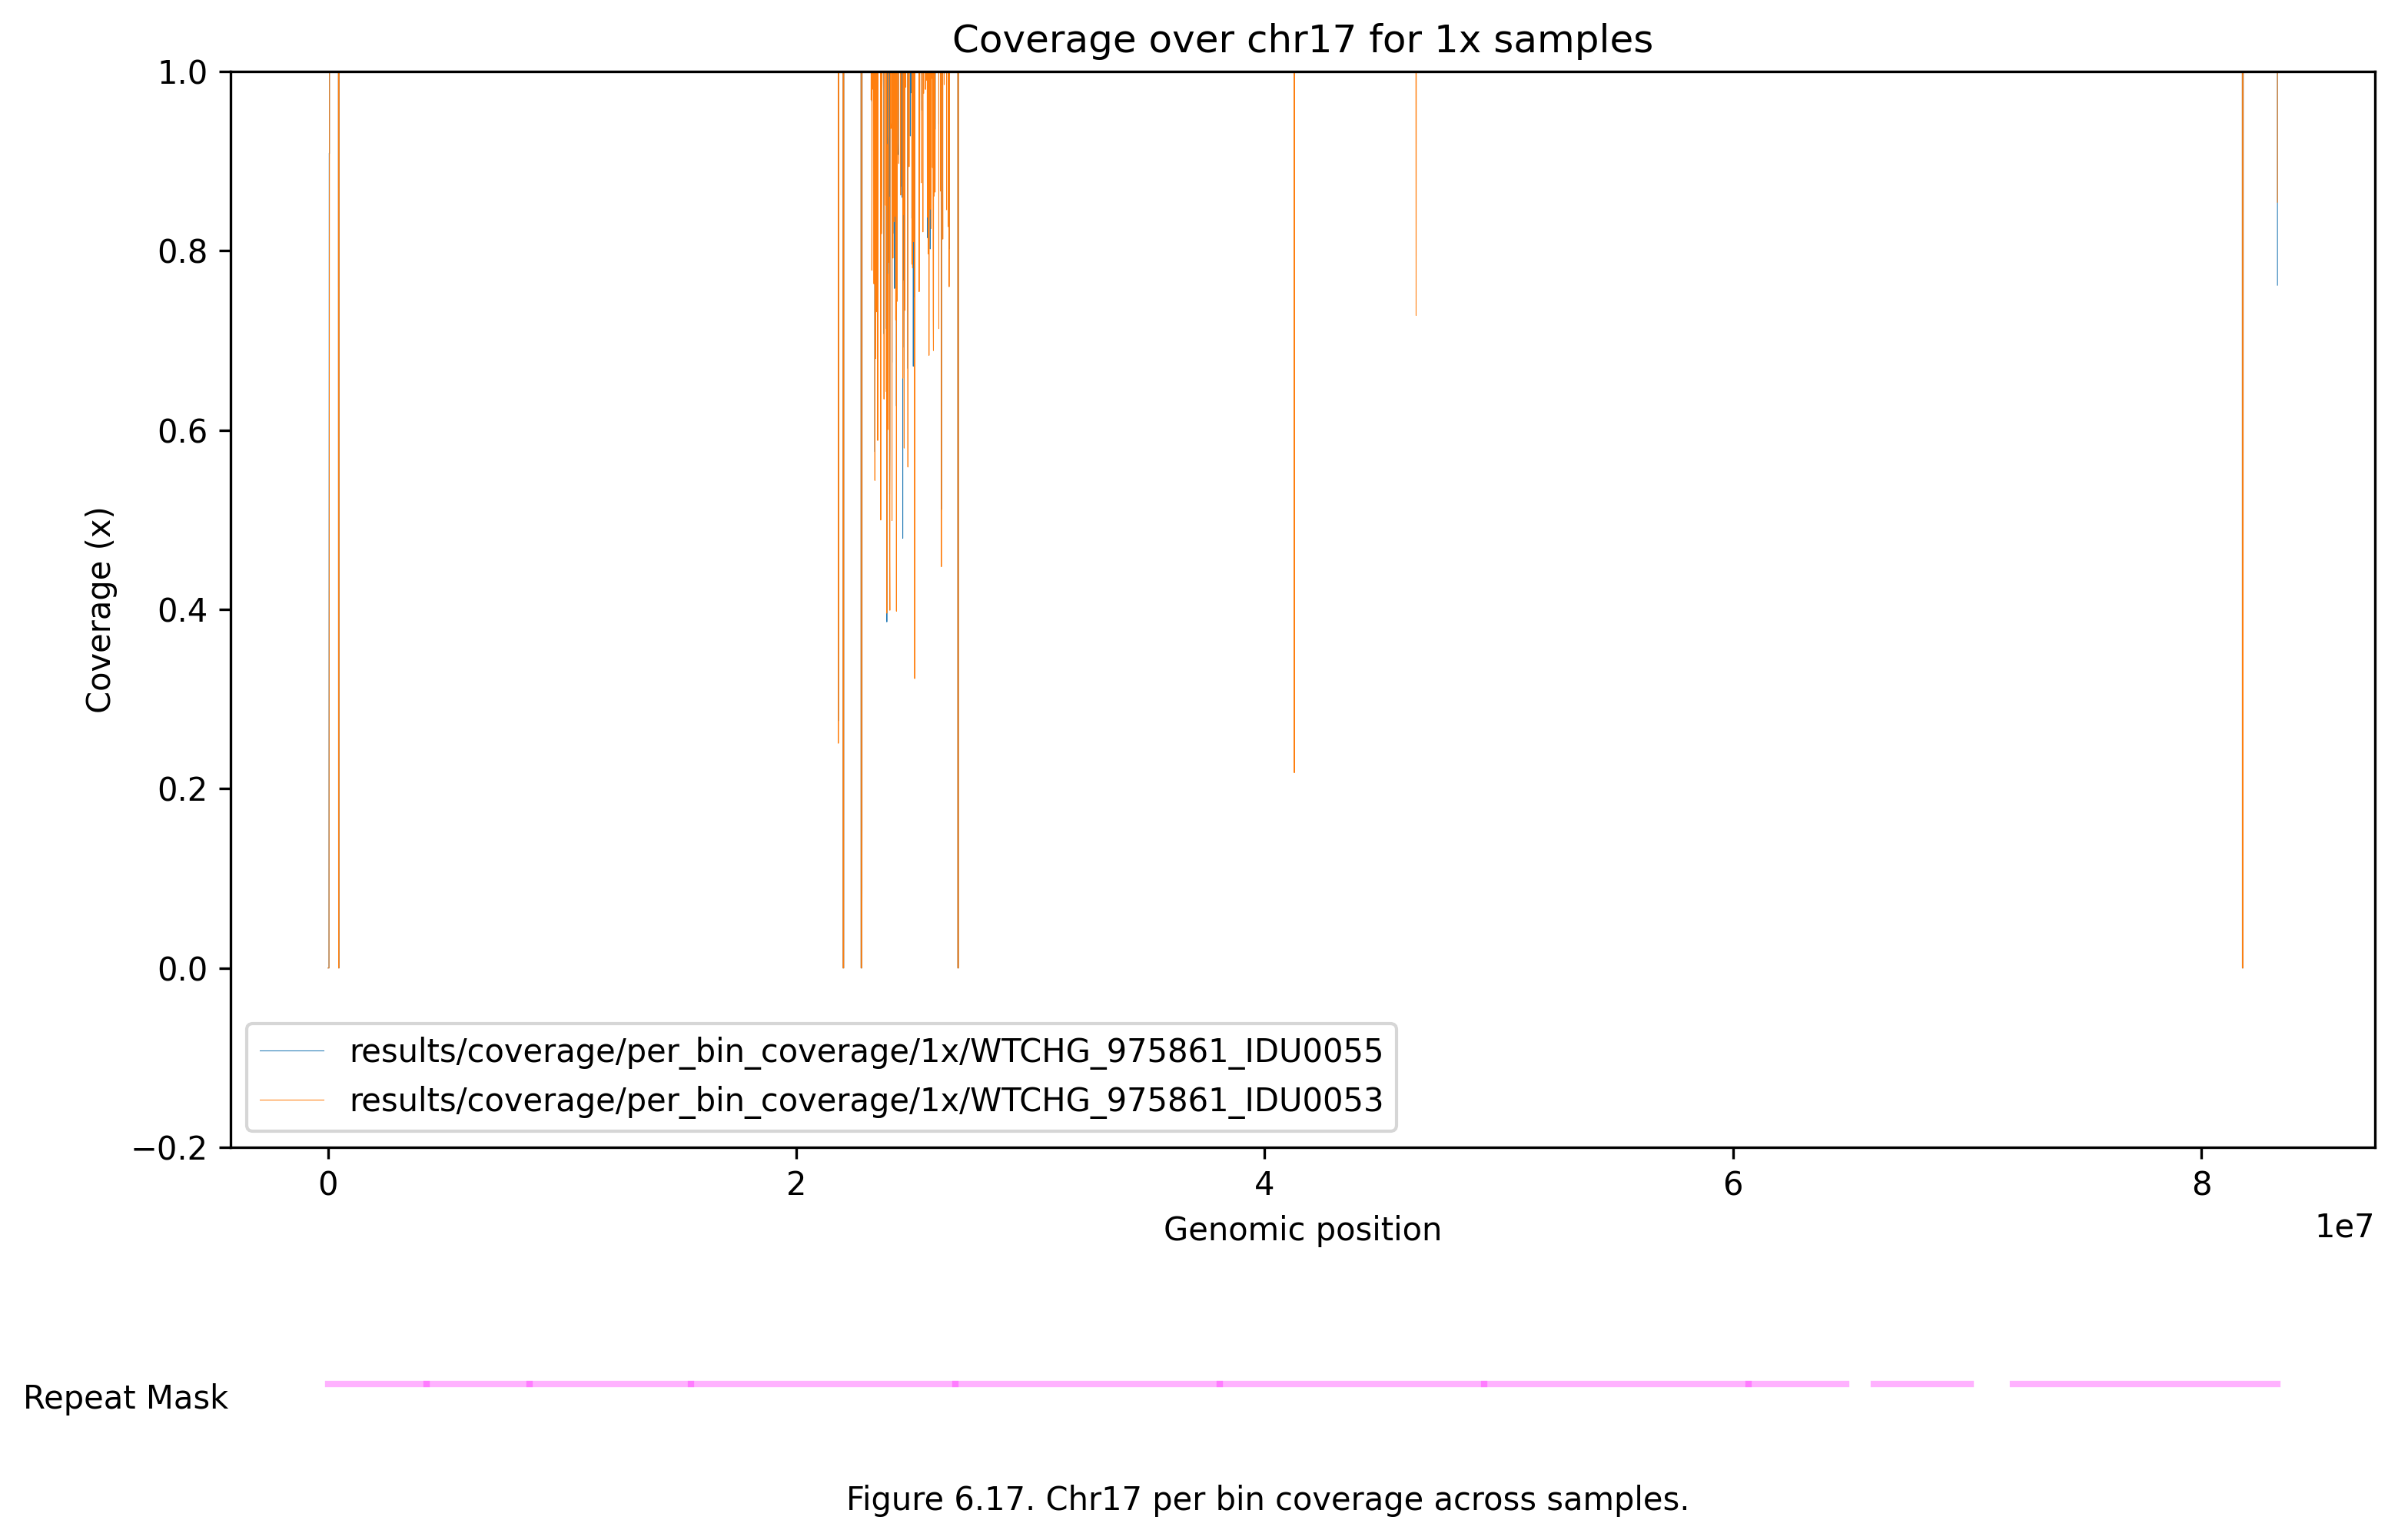 Coverage over chr17 for 1x samples
1.0
0.8
0.6
0.4
0.2
0.0
−0.2
Coverage (x)
results/coverage/per_bin_coverage/1x/WTCHG_975861_IDU0055
results/coverage/per_bin_coverage/1x/WTCHG_975861_IDU0053
0 2 4 6 8
Genomic position
1e7
Repeat Mask
Figure 6.17. Chr17 per bin coverage across samples.